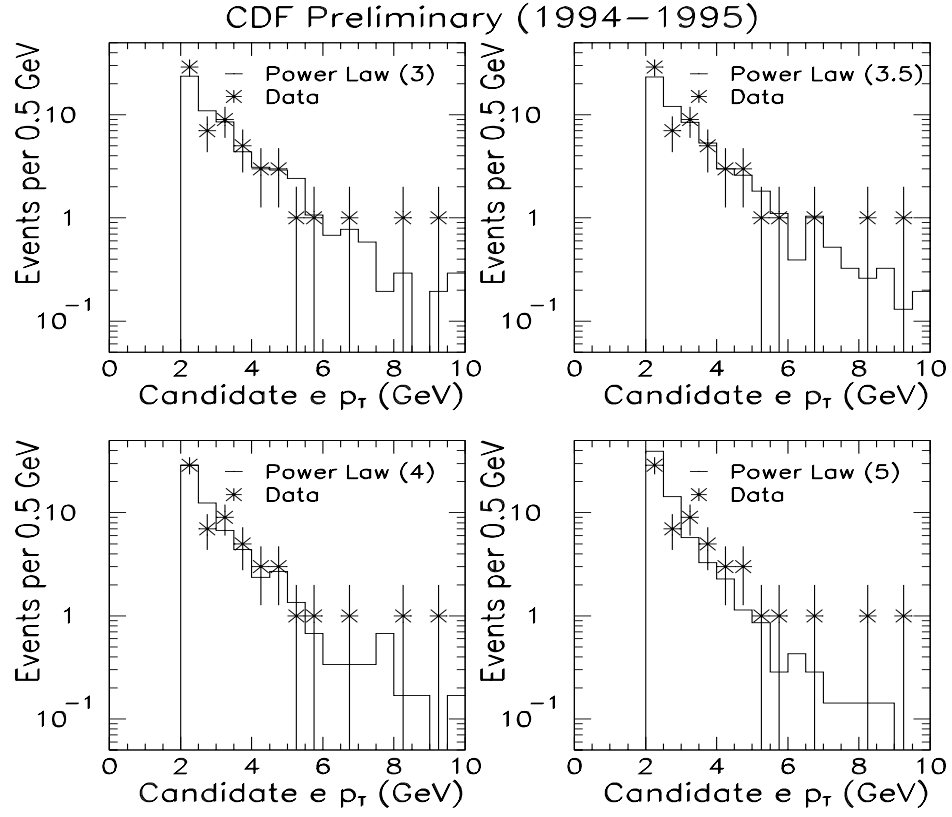 CDF Preliminary (1994-1995)
Events per 0.5 GeV
10
1
10^-1
Power Law (3)
Data
0 2 4 6 8 10
Candidate e pT (GeV)
Events per 0.5 GeV
10
1
10^-1
Power Law (3.5)
Data
0 2 4 6 8 10
Candidate e pT (GeV)
Events per 0.5 GeV
10
1
10^-1
Power Law (4)
Data
0 2 4 6 8 10
Candidate e pT (GeV)
Events per 0.5 GeV
10
1
10^-1
Power Law (5)
Data
0 2 4 6 8 10
Candidate e pT (GeV)